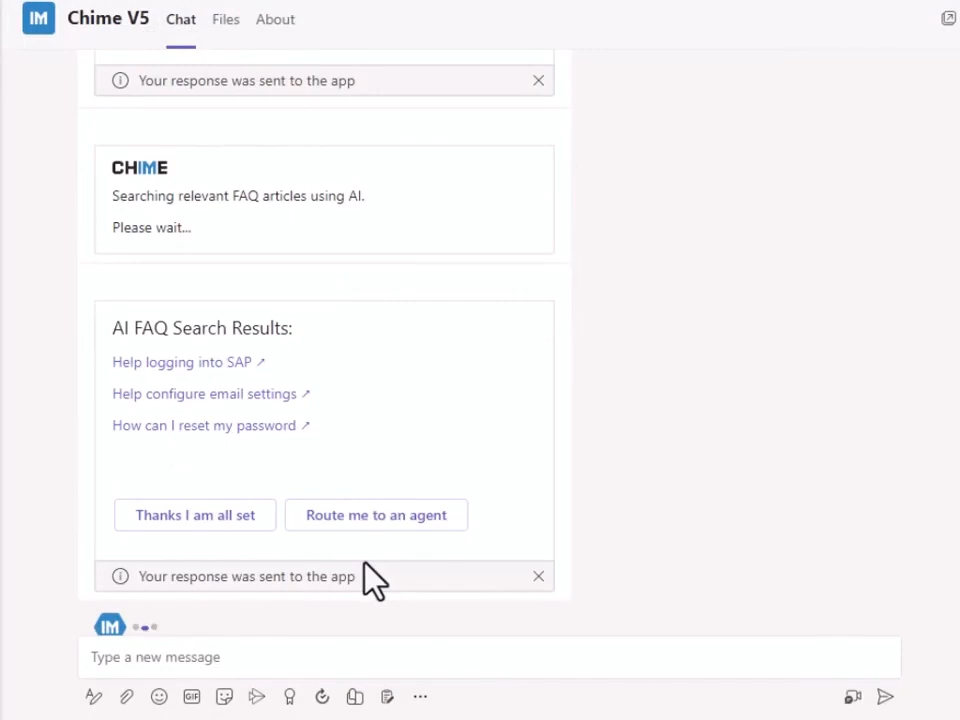 IM Chime V5 Chat Files About
Your response was sent to the app
CHIME
Searching relevant FAQ articles using AI.
Please wait...
AI FAQ Search Results:
Help logging into SAP ↗
Help configure email settings ↗
How can I reset my password ↗
Thanks I am all set Route me to an agent
Your response was sent to the app
IM
Type a new message
GIF